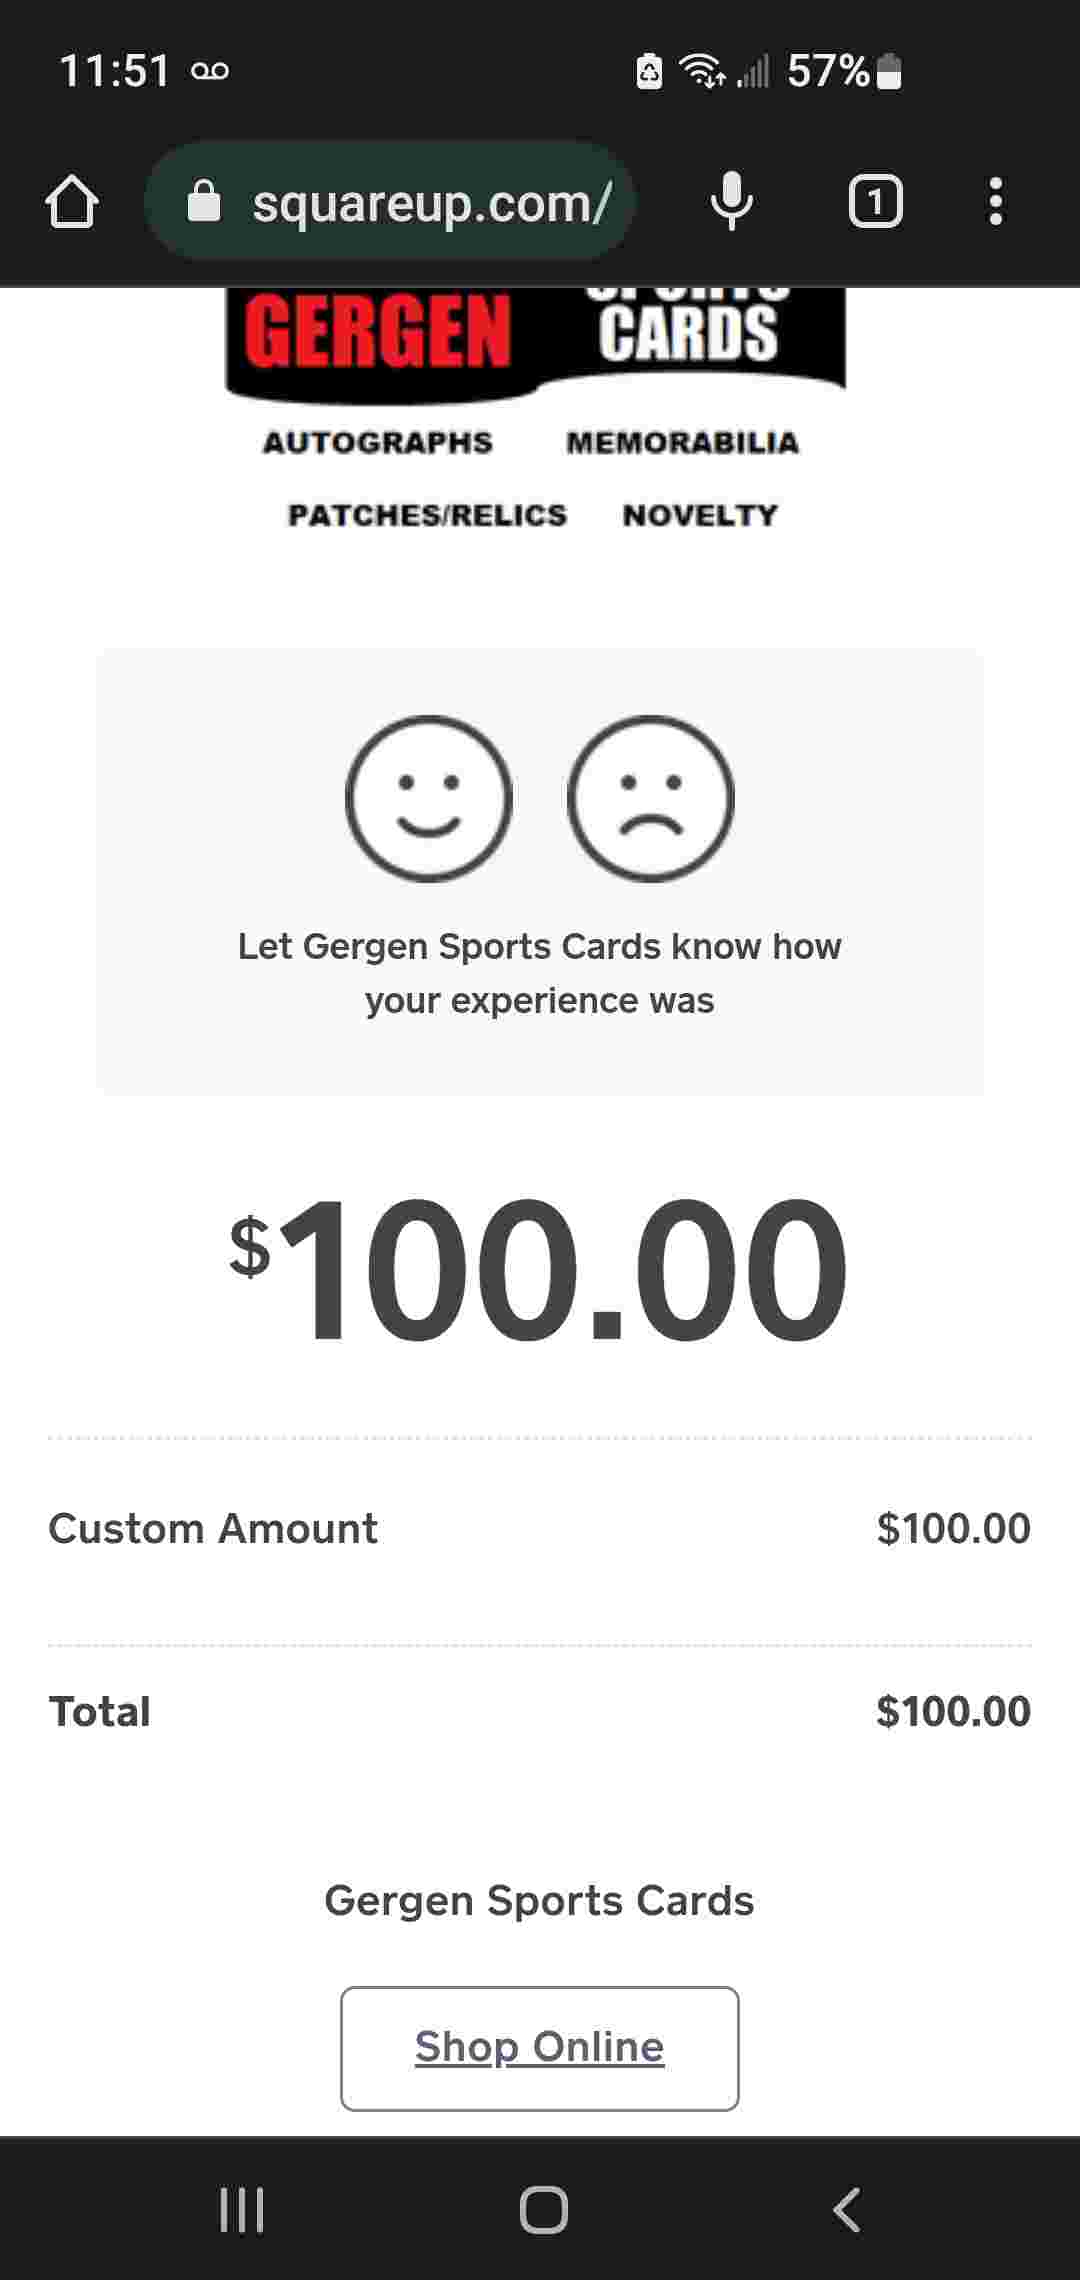 11:51 57%
squareup.com/ 1
SPORTS
GERGEN CARDS
AUTOGRAPHS MEMORABILIA
PATCHES/RELICS NOVELTY
Let Gergen Sports Cards know how
your experience was
$100.00
Custom Amount $100.00
Total $100.00
Gergen Sports Cards
Shop Online